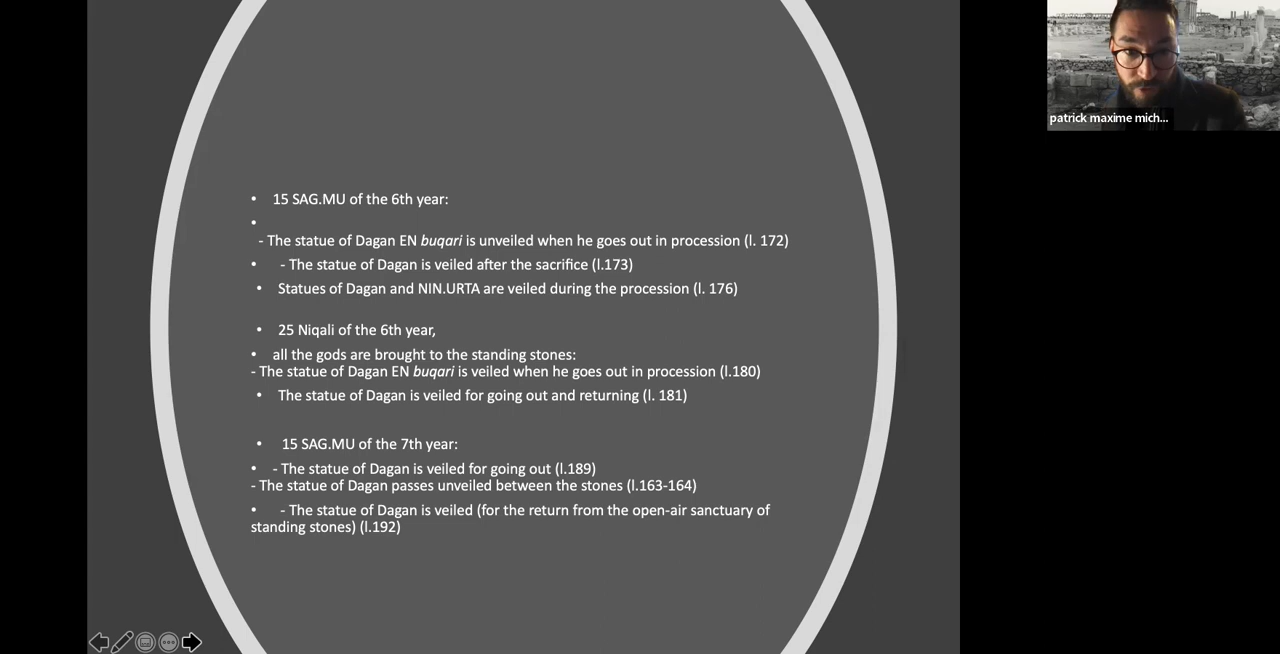 • 15 SAG.MU of the 6th year:
•
- The statue of Dagan EN buqari is unveiled when he goes out in procession (l. 172)
• - The statue of Dagan is veiled after the sacrifice (l.173)
• Statues of Dagan and NIN.URTA are veiled during the procession (l. 176)
• 25 Niqali of the 6th year,
• all the gods are brought to the standing stones:
- The statue of Dagan EN buqari is veiled when he goes out in procession (l.180)
• The statue of Dagan is veiled for going out and returning (l. 181)
• 15 SAG.MU of the 7th year:
• - The statue of Dagan is veiled for going out (l.189)
- The statue of Dagan passes unveiled between the stones (l.163-164)
• - The statue of Dagan is veiled (for the return from the open-air sanctuary of
standing stones) (l.192)
patrick maxime mich...